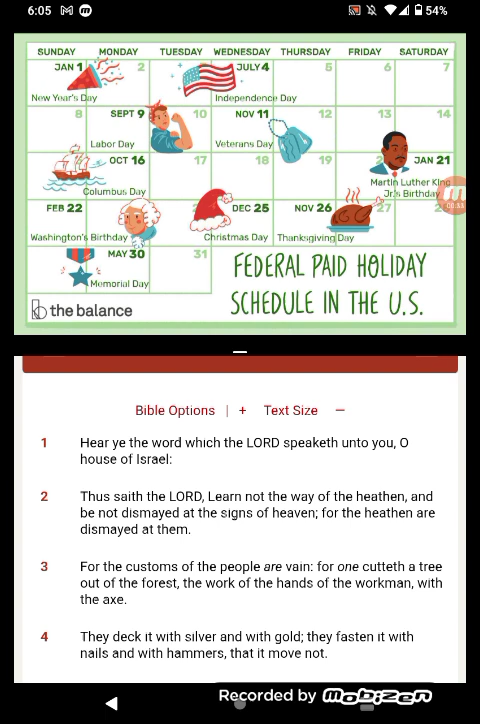 6:05
54%
SUNDAY MONDAY TUESDAY WEDNESDAY THURSDAY FRIDAY SATURDAY
JAN 1 2 JULY 4 5 6 7
New Year's Day Independence Day
8 SEPT 9 10 NOV 11 12 13 14
Labor Day Veterans Day
OCT 16 17 18 19 JAN 21
Columbus Day Martin Luther King
Jr.'s Birthday
00:33
FEB 22 DEC 25 NOV 26 27
Washington's Birthday Christmas Day Thanksgiving Day
MAY 30 31
Memorial Day
FEDERAL PAID HOLIDAY
SCHEDULE IN THE U.S.
b the balance
Bible Options | + Text Size –
1 Hear ye the word which the LORD speaketh unto you, O
house of Israel:
2 Thus saith the LORD, Learn not the way of the heathen, and
be not dismayed at the signs of heaven; for the heathen are
dismayed at them.
3 For the customs of the people are vain: for one cutteth a tree
out of the forest, the work of the hands of the workman, with
the axe.
4 They deck it with silver and with gold; they fasten it with
nails and with hammers, that it move not.
Recorded by Mobizen